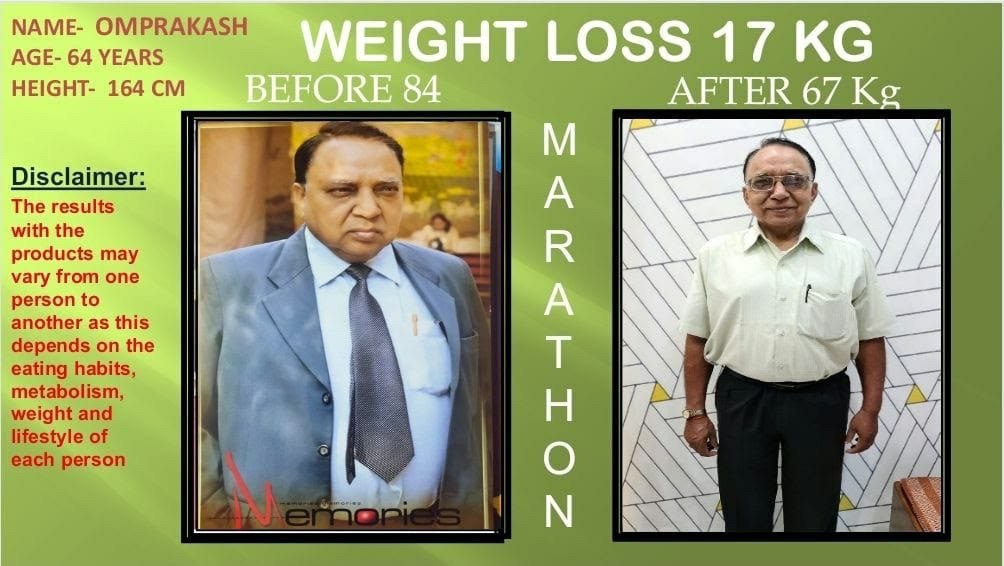 NAME- OMPRAKASH
AGE- 64 YEARS
HEIGHT- 164 CM
WEIGHT LOSS 17 KG
BEFORE 84
AFTER 67 Kg
Disclaimer:
The results
with the
products may
vary from one
person to
another as this
depends on the
eating habits,
metabolism,
weight and
lifestyle of
each person
M
A
R
A
T
H
O
N
Memories